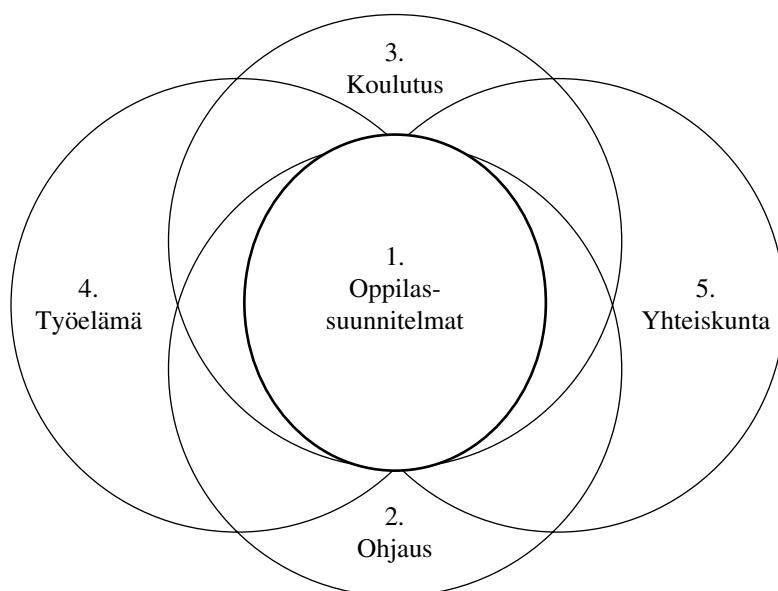 3.
Koulutus
4.
Työelämä
1.
Oppilas-
suunnitelmat
5.
Yhteiskunta
2.
Ohjaus